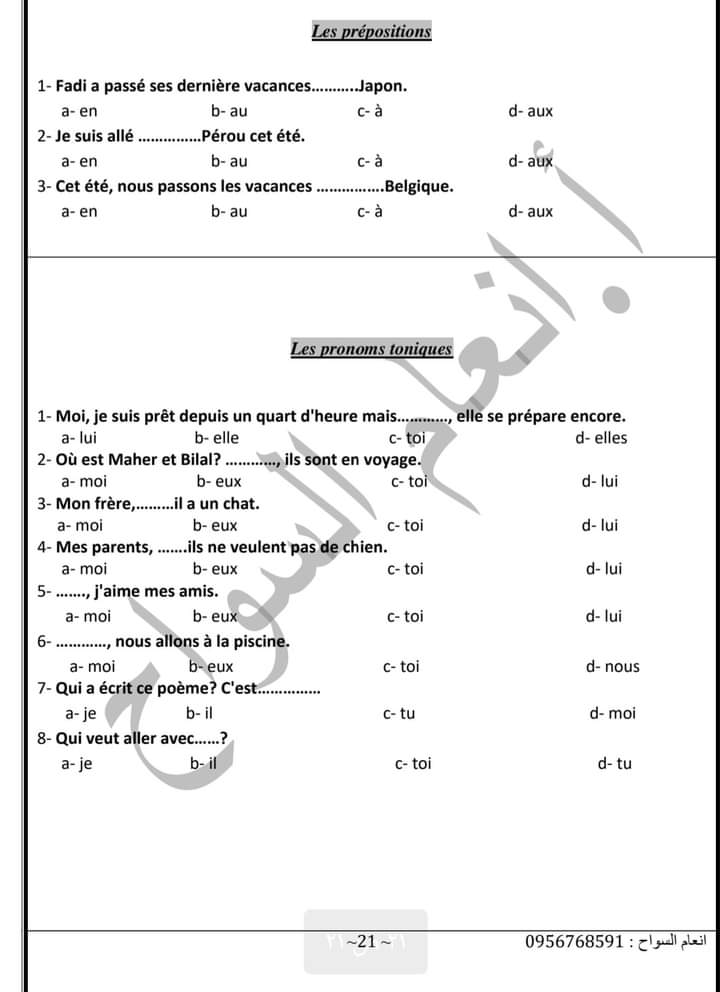 Les prépositions
1- Fadi a passé ses dernière vacances...........Japon.
a- en b- au c- à d- aux
2- Je suis allé ...............Pérou cet été.
a- en b- au c- à d- aux
3- Cet été, nous passons les vacances ................Belgique.
a- en b- au c- à d- aux
Les pronoms toniques
1- Moi, je suis prêt depuis un quart d'heure mais............, elle se prépare encore.
a- lui b- elle c- toi d- elles
2- Où est Maher et Bilal? ............, ils sont en voyage.
a- moi b- eux c- toi d- lui
3- Mon frère,.........il a un chat.
a- moi b- eux c- toi d- lui
4- Mes parents, .......ils ne veulent pas de chien.
a- moi b- eux c- toi d- lui
5- ......., j'aime mes amis.
a- moi b- eux c- toi d- lui
6- ............, nous allons à la piscine.
a- moi b- eux c- toi d- nous
7- Qui a écrit ce poème? C'est...............
a- je b- il c- tu d- moi
8- Qui veut aller avec......?
a- je b- il c- toi d- tu
أ.انعام السواح
~21 ~
انعام السواح : 0956768591